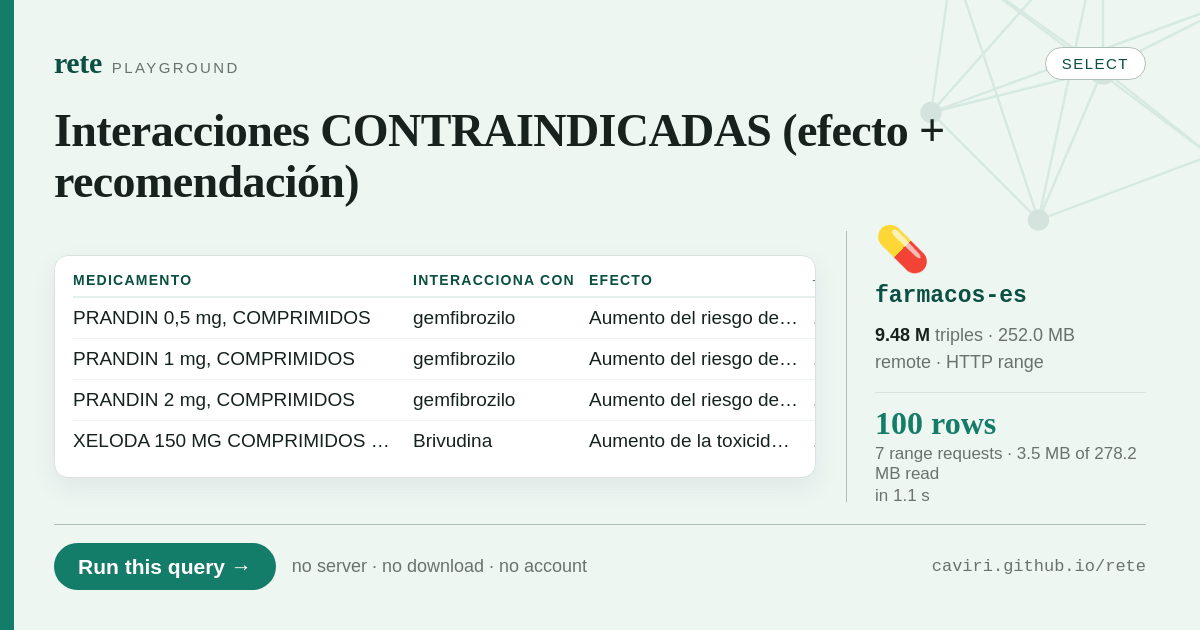 rete PLAYGROUND
SELECT
Interacciones CONTRAINDICADAS (efecto +
recomendación)
MEDICAMENTO INTERACCIONA CON EFECTO
PRANDIN 0,5 mg, COMPRIMIDOS gemfibrozilo Aumento del riesgo de…
PRANDIN 1 mg, COMPRIMIDOS gemfibrozilo Aumento del riesgo de…
PRANDIN 2 mg, COMPRIMIDOS gemfibrozilo Aumento del riesgo de…
XELODA 150 MG COMPRIMIDOS … Brivudina Aumento de la toxicid…
farmacos-es
9.48 M triples · 252.0 MB
remote · HTTP range
100 rows
7 range requests · 3.5 MB of 278.2
MB read
in 1.1 s
Run this query →
no server · no download · no account
caviri.github.io/rete